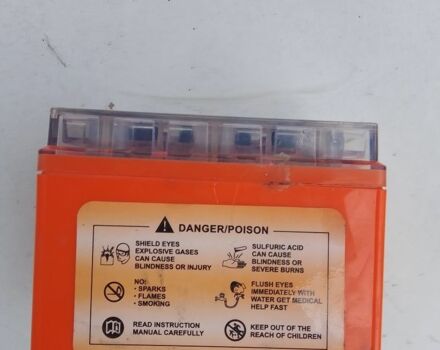 DANGER/POISON
SHIELD EYES
EXPLOSIVE GASES
CAN CAUSE
BLINDNESS OR INJURY
SULFURIC ACID
CAN CAUSE
BLINDNESS OR
SEVERE BURNS
NO:
· SPARKS
· FLAMES
· SMOKING
FLUSH EYES
IMMEDIATELY WITH
WATER GET MEDICAL
HELP FAST
READ INSTRUCTION
MANUAL CAREFULLY
KEEP OUT OF THE
REACH OF CHILDREN